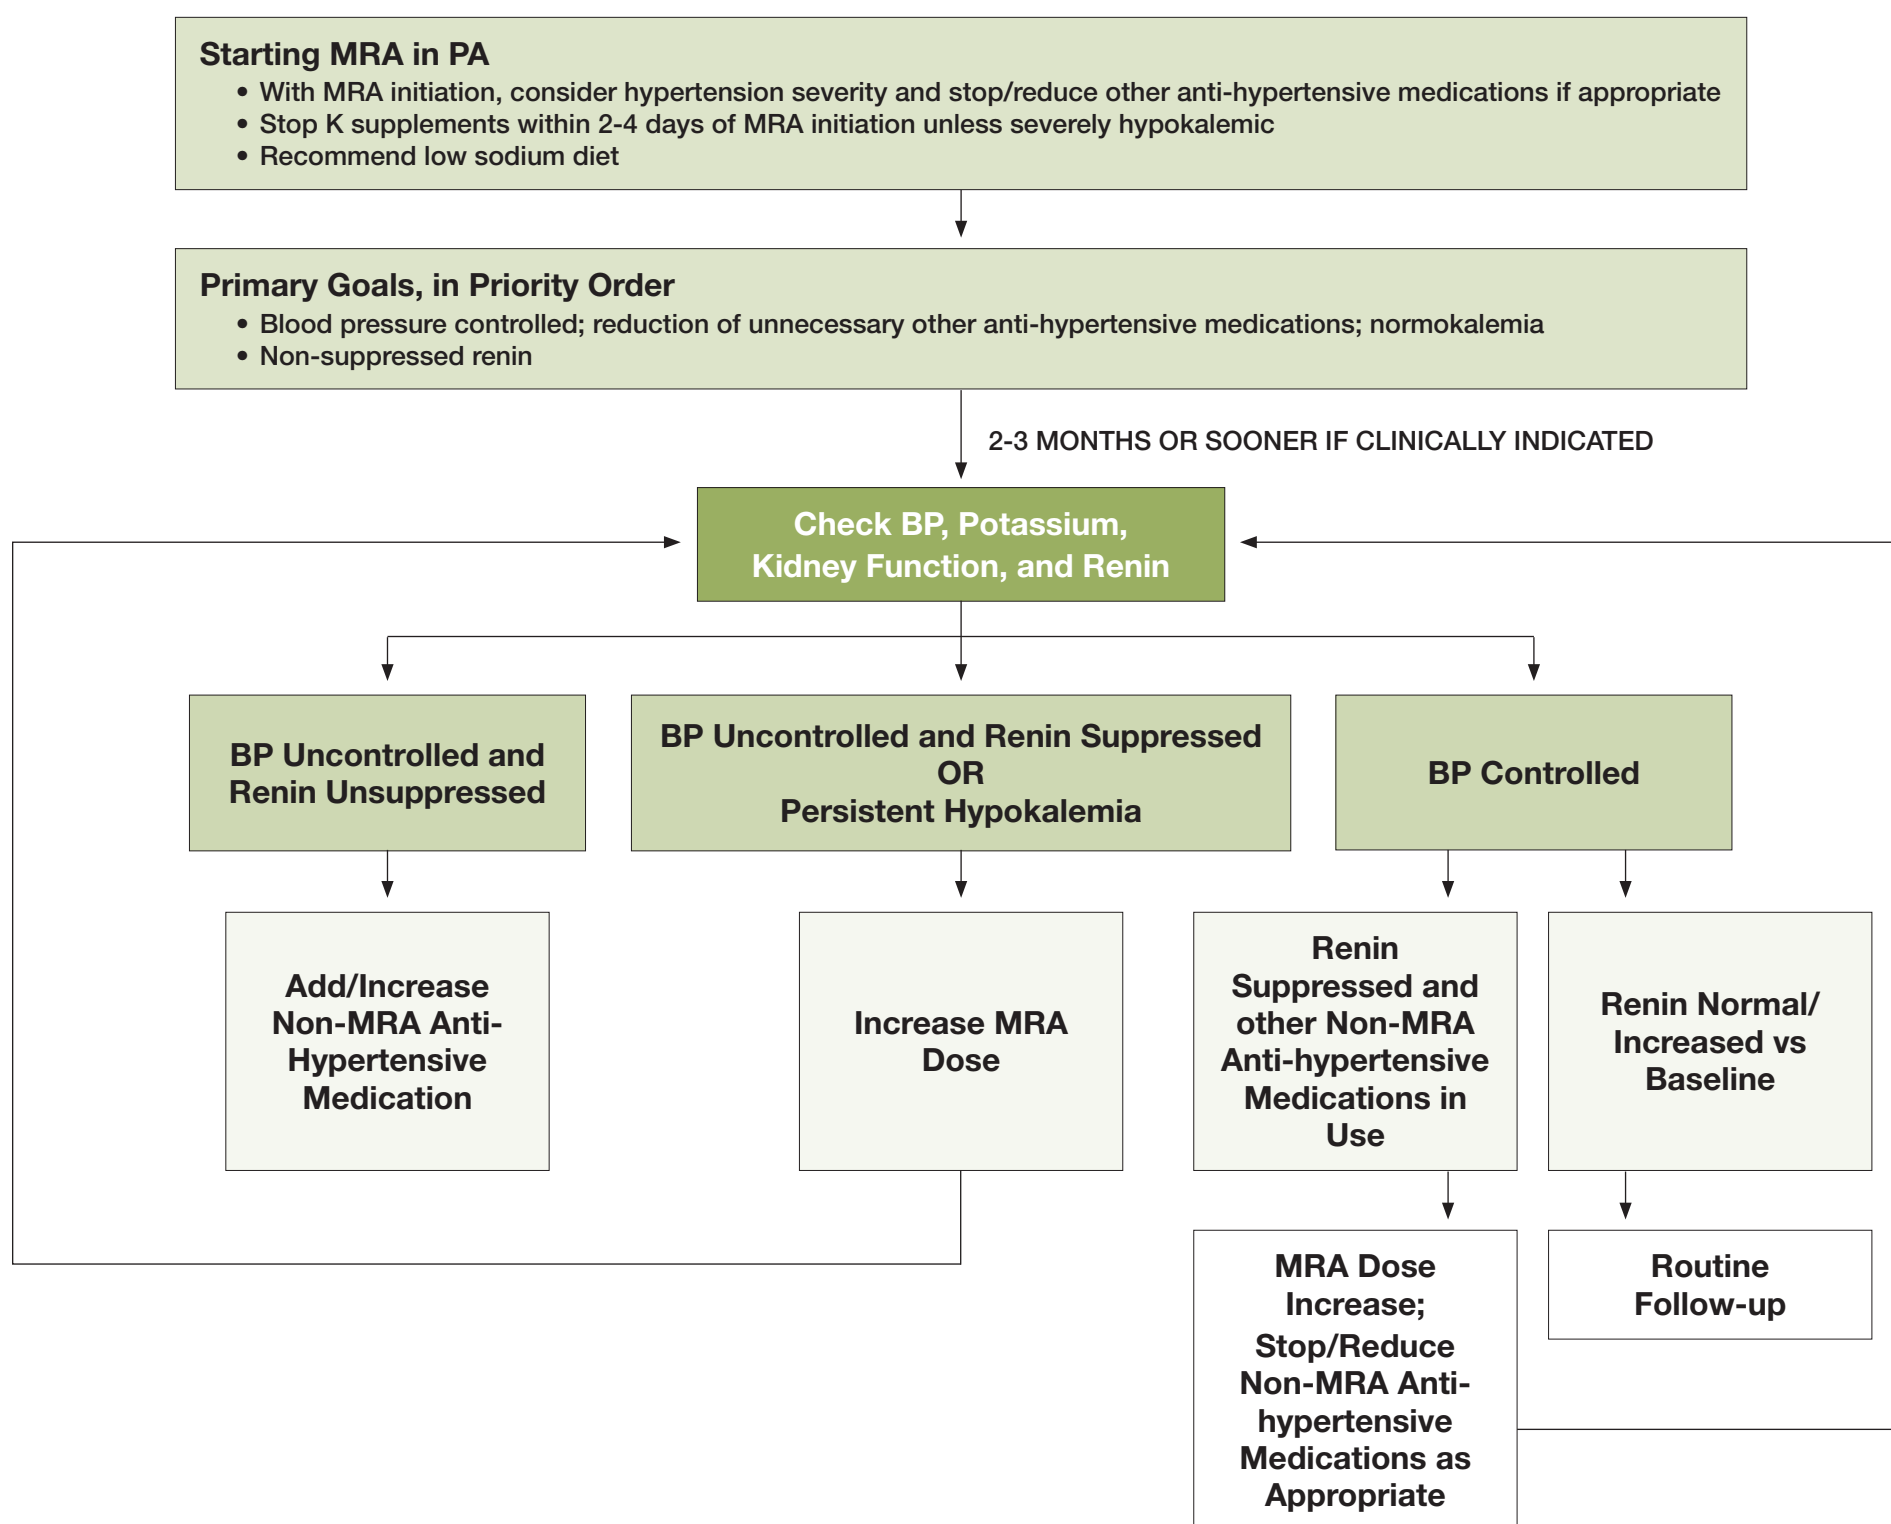 Starting MRA in PA
• With MRA initiation, consider hypertension severity and stop/reduce other anti-hypertensive medications if appropriate
• Stop K supplements within 2-4 days of MRA initiation unless severely hypokalemic
• Recommend low sodium diet
Primary Goals, in Priority Order
• Blood pressure controlled; reduction of unnecessary other anti-hypertensive medications; normokalemia
• Non-suppressed renin
2-3 MONTHS OR SOONER IF CLINICALLY INDICATED
Check BP, Potassium,
Kidney Function, and Renin
BP Uncontrolled and
Renin Unsuppressed
BP Uncontrolled and Renin Suppressed
OR
Persistent Hypokalemia
BP Controlled
Add/Increase
Non-MRA Anti-
Hypertensive
Medication
Increase MRA
Dose
Renin
Suppressed and
other Non-MRA
Anti-hypertensive
Medications in
Use
Renin Normal/
Increased vs
Baseline
MRA Dose
Increase;
Stop/Reduce
Non-MRA Anti-
hypertensive
Medications as
Appropriate
Routine
Follow-up